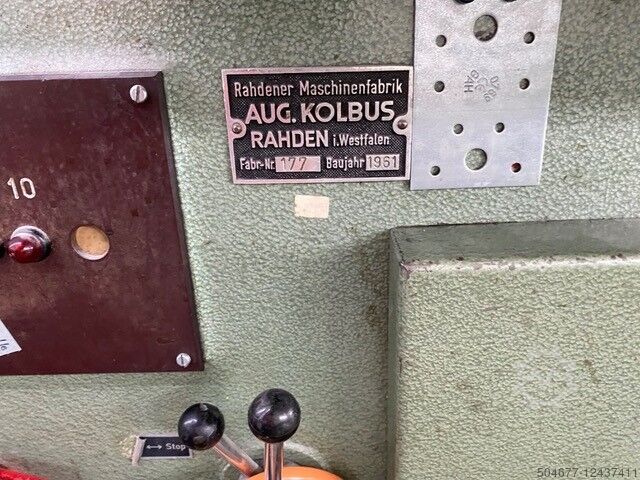 Rahdener Maschinenfabrik
AUG. KOLBUS
RAHDEN i. Westfalen
Fabr-Nr. 177 Baujahr 1961
10
↔ Stop
504677-12437411